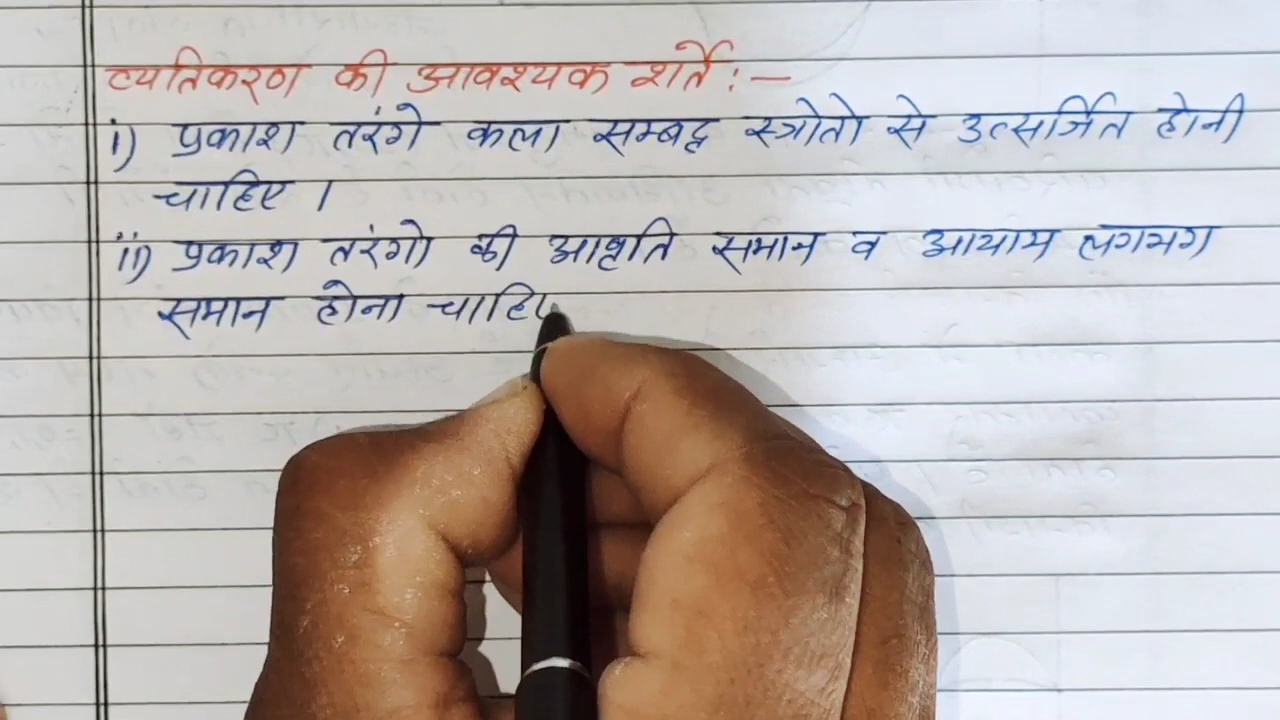 व्यतिकरण की आवश्यक शर्ते :-
i) प्रकाश तरंगे कला सम्बद्ध स्त्रोतो से उत्सर्जित होनी
चाहिए ।
ii) प्रकाश तरंगो की आवृति समान व आयाम लगभग
समान होना चाहिए